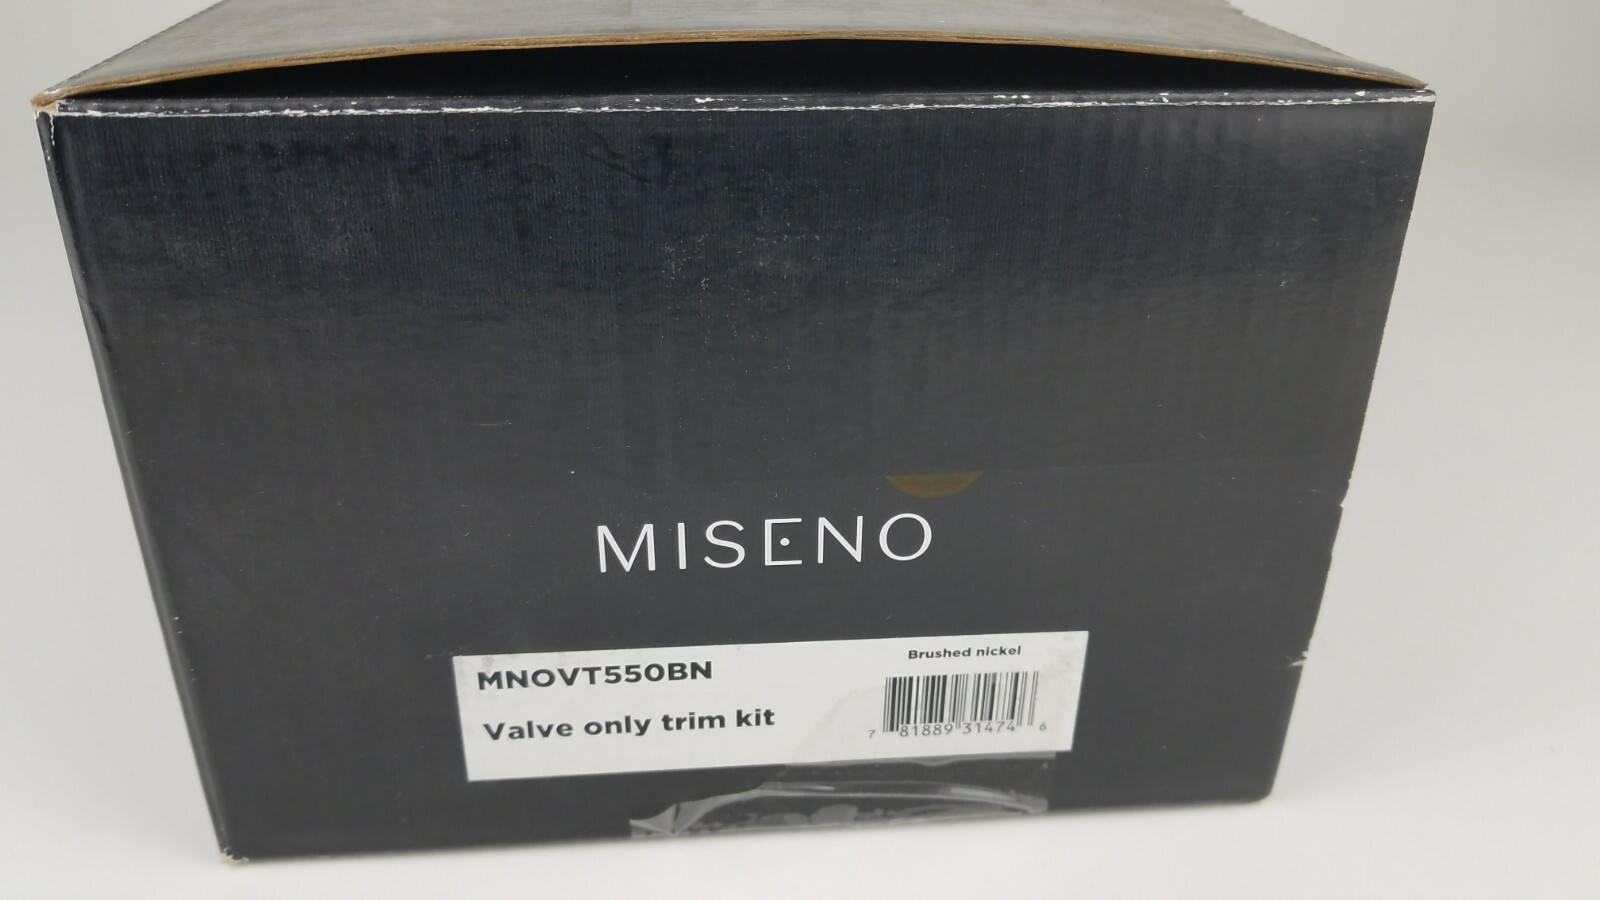 MISENO
MNOVT550BN
Brushed nickel
Valve only trim kit
7 81889 31474 6